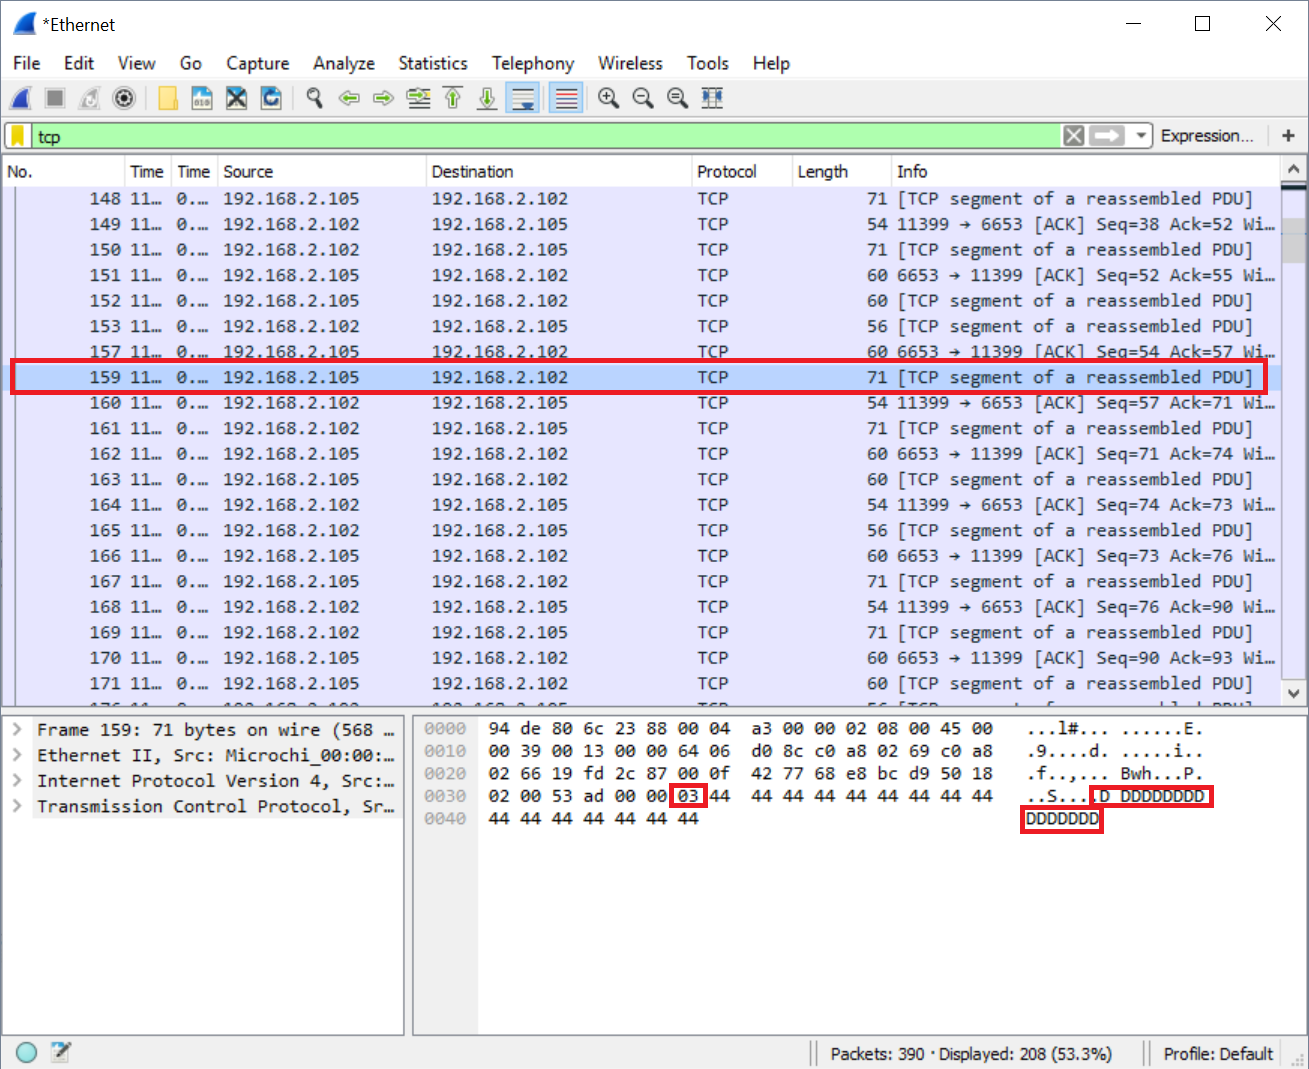 *Ethernet
File Edit View Go Capture Analyze Statistics Telephony Wireless Tools Help
tcp Expression... +
No. Time Time Source Destination Protocol Length Info
148 11… 0.… 192.168.2.105 192.168.2.102 TCP 71 [TCP segment of a reassembled PDU]
149 11… 0.… 192.168.2.102 192.168.2.105 TCP 54 11399 → 6653 [ACK] Seq=38 Ack=52 Wi…
150 11… 0.… 192.168.2.102 192.168.2.105 TCP 71 [TCP segment of a reassembled PDU]
151 11… 0.… 192.168.2.105 192.168.2.102 TCP 60 6653 → 11399 [ACK] Seq=52 Ack=55 Wi…
152 11… 0.… 192.168.2.105 192.168.2.102 TCP 60 [TCP segment of a reassembled PDU]
153 11… 0.… 192.168.2.102 192.168.2.105 TCP 56 [TCP segment of a reassembled PDU]
157 11… 0.… 192.168.2.105 192.168.2.102 TCP 60 6653 → 11399 [ACK] Seq=54 Ack=57 Wi…
159 11… 0.… 192.168.2.105 192.168.2.102 TCP 71 [TCP segment of a reassembled PDU]
160 11… 0.… 192.168.2.102 192.168.2.105 TCP 54 11399 → 6653 [ACK] Seq=57 Ack=71 Wi…
161 11… 0.… 192.168.2.102 192.168.2.105 TCP 71 [TCP segment of a reassembled PDU]
162 11… 0.… 192.168.2.105 192.168.2.102 TCP 60 6653 → 11399 [ACK] Seq=71 Ack=74 Wi…
163 11… 0.… 192.168.2.105 192.168.2.102 TCP 60 [TCP segment of a reassembled PDU]
164 11… 0.… 192.168.2.102 192.168.2.105 TCP 54 11399 → 6653 [ACK] Seq=74 Ack=73 Wi…
165 11… 0.… 192.168.2.102 192.168.2.105 TCP 56 [TCP segment of a reassembled PDU]
166 11… 0.… 192.168.2.105 192.168.2.102 TCP 60 6653 → 11399 [ACK] Seq=73 Ack=76 Wi…
167 11… 0.… 192.168.2.105 192.168.2.102 TCP 71 [TCP segment of a reassembled PDU]
168 11… 0.… 192.168.2.102 192.168.2.105 TCP 54 11399 → 6653 [ACK] Seq=76 Ack=90 Wi…
169 11… 0.… 192.168.2.102 192.168.2.105 TCP 71 [TCP segment of a reassembled PDU]
170 11… 0.… 192.168.2.105 192.168.2.102 TCP 60 6653 → 11399 [ACK] Seq=90 Ack=93 Wi…
171 11… 0.… 192.168.2.105 192.168.2.102 TCP 60 [TCP segment of a reassembled PDU]
Frame 159: 71 bytes on wire (568 …
Ethernet II, Src: Microchi_00:00:…
Internet Protocol Version 4, Src:…
Transmission Control Protocol, Sr…
0000 94 de 80 6c 23 88 00 04 a3 00 00 02 08 00 45 00 ...l#... ......E.
0010 00 39 00 13 00 00 64 06 d0 8c c0 a8 02 69 c0 a8 .9....d. .....i..
0020 02 66 19 fd 2c 87 00 0f 42 77 68 e8 bc d9 50 18 .f..,... Bwh...P.
0030 02 00 53 ad 00 00 03 44 44 44 44 44 44 44 44 44 ..S....D DDDDDDDD
0040 44 44 44 44 44 44 44 DDDDDDD
Packets: 390 · Displayed: 208 (53.3%) Profile: Default